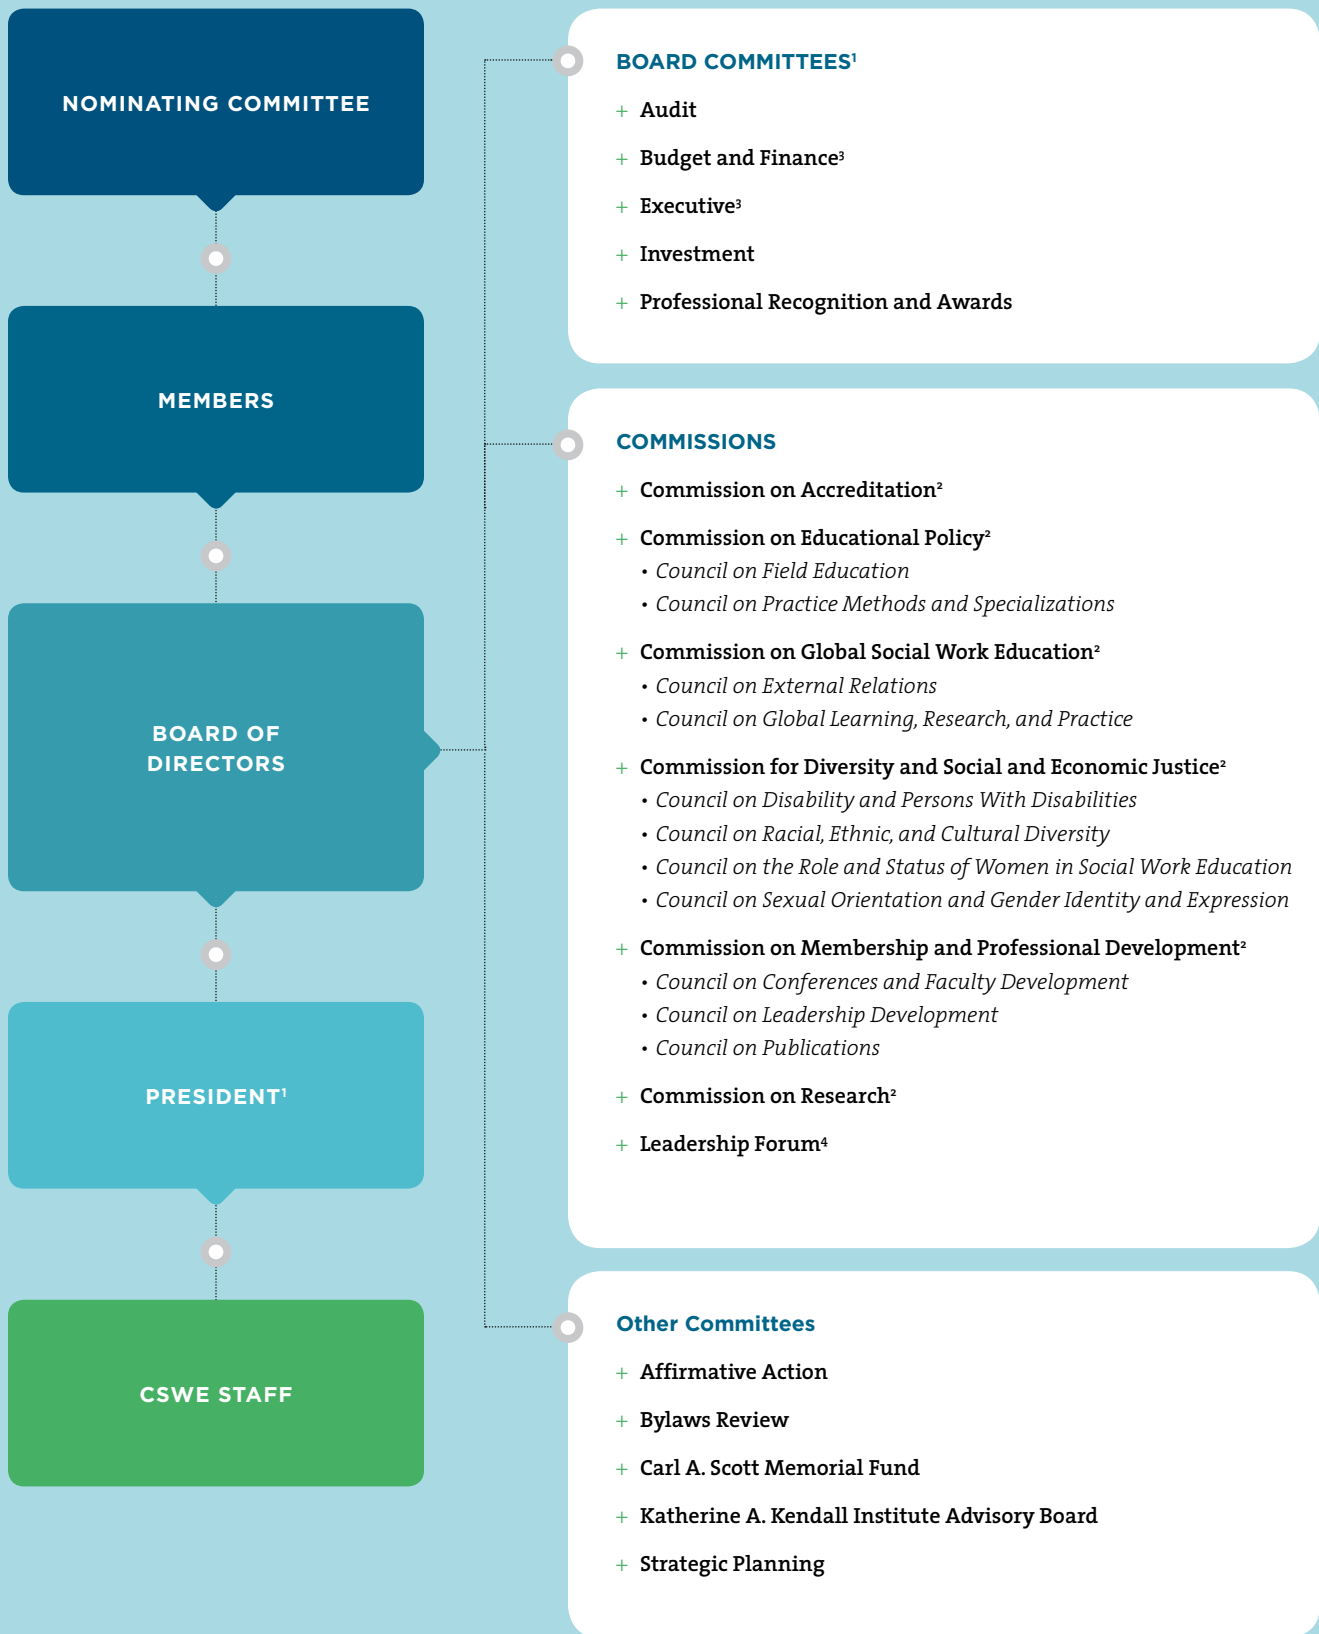 NOMINATING COMMITTEE
MEMBERS
BOARD OF
DIRECTORS
PRESIDENT¹
CSWE STAFF
BOARD COMMITTEES¹
+ Audit
+ Budget and Finance³
+ Executive³
+ Investment
+ Professional Recognition and Awards
COMMISSIONS
+ Commission on Accreditation²
+ Commission on Educational Policy²
• Council on Field Education
• Council on Practice Methods and Specializations
+ Commission on Global Social Work Education²
• Council on External Relations
• Council on Global Learning, Research, and Practice
+ Commission for Diversity and Social and Economic Justice²
• Council on Disability and Persons With Disabilities
• Council on Racial, Ethnic, and Cultural Diversity
• Council on the Role and Status of Women in Social Work Education
• Council on Sexual Orientation and Gender Identity and Expression
+ Commission on Membership and Professional Development²
• Council on Conferences and Faculty Development
• Council on Leadership Development
• Council on Publications
+ Commission on Research²
+ Leadership Forum⁴
Other Committees
+ Affirmative Action
+ Bylaws Review
+ Carl A. Scott Memorial Fund
+ Katherine A. Kendall Institute Advisory Board
+ Strategic Planning